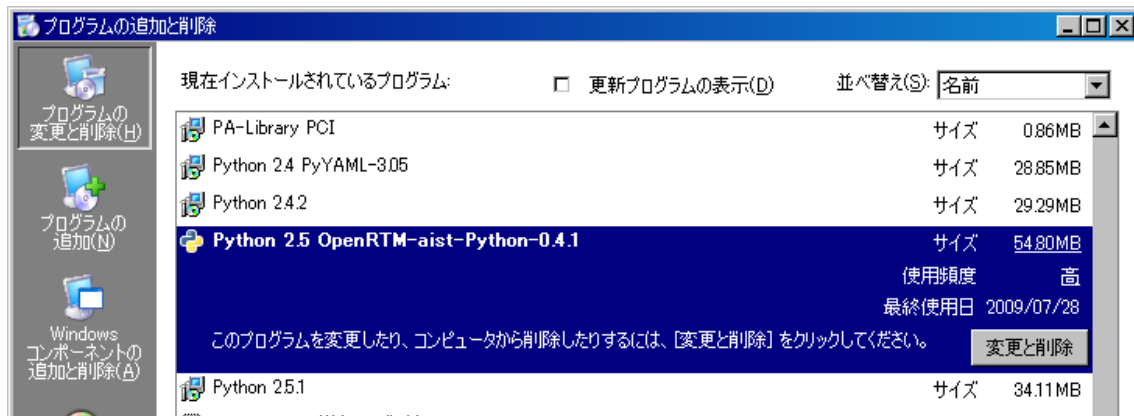 プログラムの追加と削除
現在インストールされているプログラム: 更新プログラムの表示(D) 並べ替え(S): 名前
プログラムの
変更と削除(H)
プログラムの
追加(N)
Windows
コンポーネントの
追加と削除(A)
PA-Library PCI サイズ 0.86MB
Python 2.4 PyYAML-3.05 サイズ 28.85MB
Python 2.4.2 サイズ 29.29MB
Python 2.5 OpenRTM-aist-Python-0.4.1 サイズ 54.80MB
使用頻度 高
最終使用日 2009/07/28
このプログラムを変更したり、コンピュータから削除したりするには、[変更と削除] をクリックしてください。 変更と削除
Python 2.5.1 サイズ 34.11MB